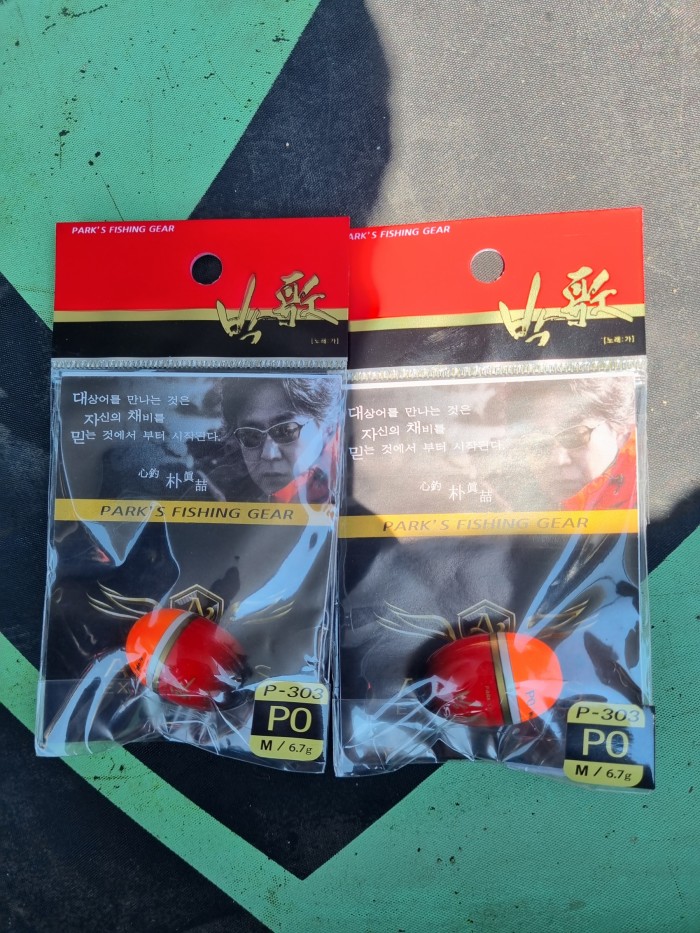 PARK'S FISHING GEAR
박歌
[노래:가]
대상어를 만나는 것은
자신의 채비를
믿는 것에서 부터 시작된다.
心釣 朴眞喆
PARK'S FISHING GEAR
P-303
P0
M / 6.7g
PARK'S FISHING GEAR
박歌
[노래:가]
대상어를 만나는 것은
자신의 채비를
믿는 것에서 부터 시작된다.
心釣 朴眞喆
PARK'S FISHING GEAR
P-303
P0
M / 6.7g